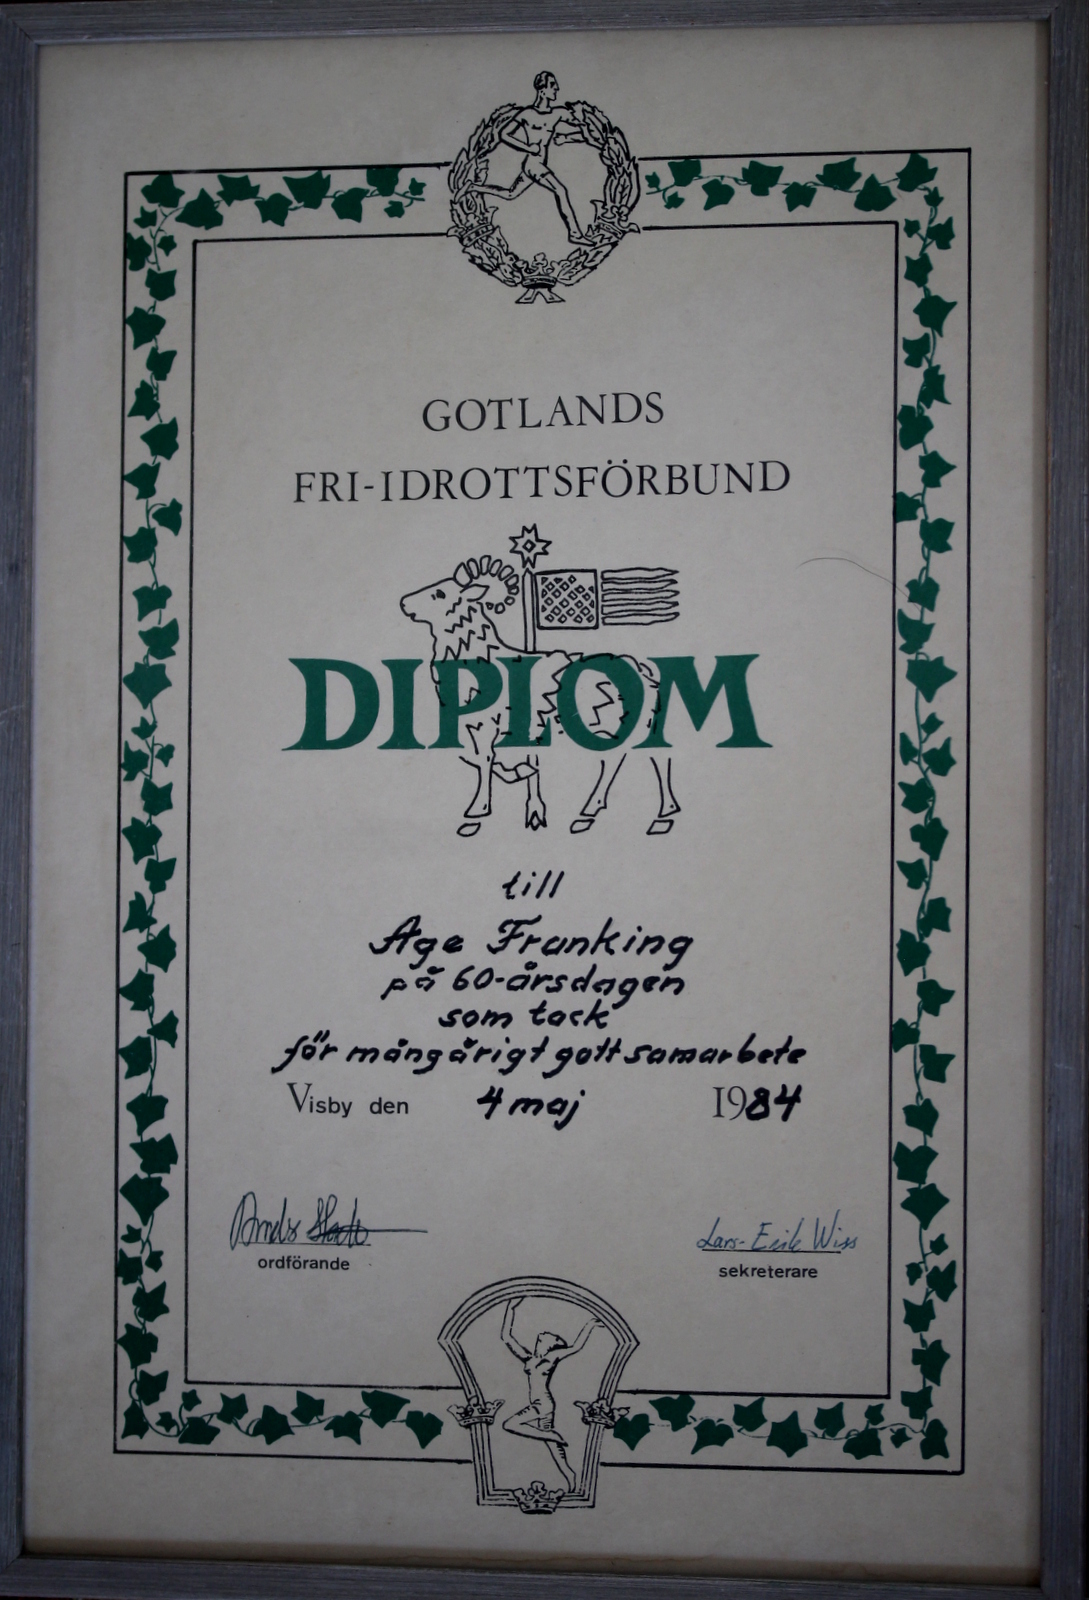 GOTLANDS
FRI-IDROTTSFÖRBUND
DIPLOM
till
Age Franking
på 60-årsdagen
som tack
för mångårigt gott samarbete
Visby den 4 maj 1984
Lars-Erik Wiss
ordförande
sekreterare